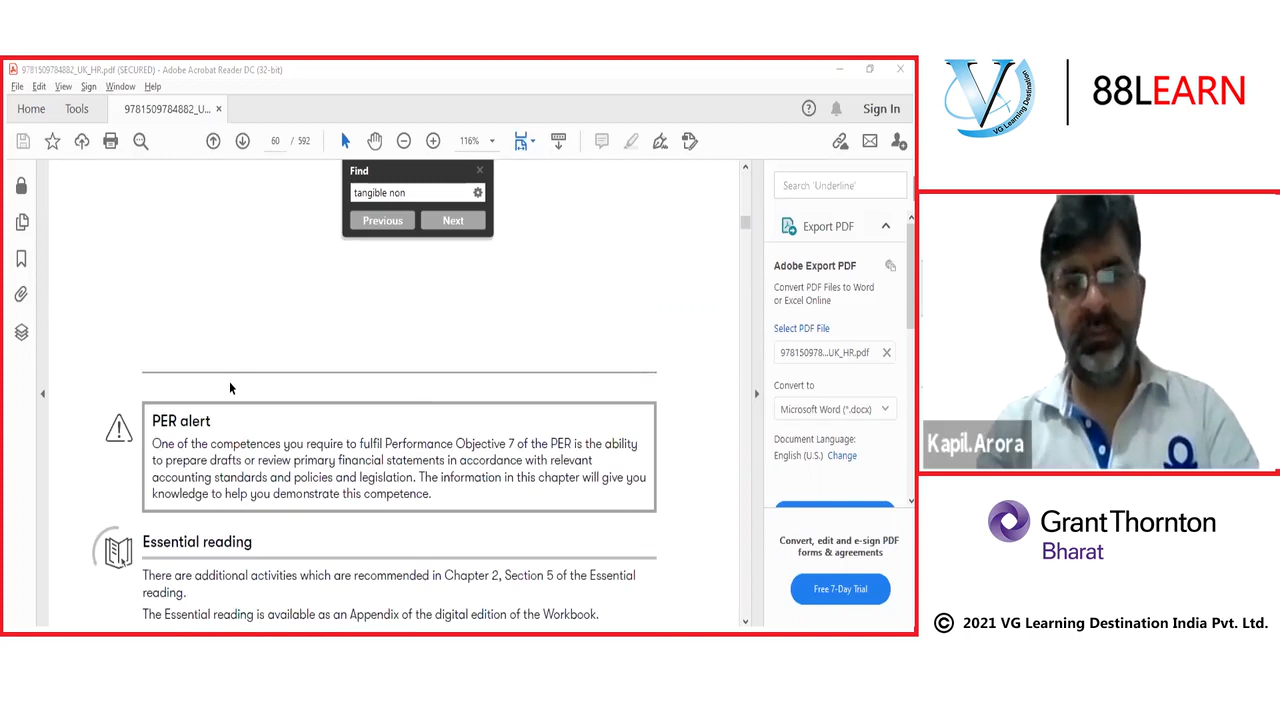 9781509784882_UK_HR.pdf (SECURED) - Adobe Acrobat Reader DC (32-bit)
File Edit View Sign Window Help
Home Tools 9781509784882_U... ×
Sign In
60 / 592 116%
Find
tangible non
Previous Next
Search 'Underline'
Export PDF
Adobe Export PDF
Convert PDF Files to Word
or Excel Online
Select PDF File
978150978...UK_HR.pdf
Convert to
Microsoft Word (*.docx)
Document Language:
English (U.S.) Change
Convert, edit and e-sign PDF
forms & agreements
Free 7-Day Trial
PER alert
One of the competences you require to fulfil Performance Objective 7 of the PER is the ability
to prepare drafts or review primary financial statements in accordance with relevant
accounting standards and policies and legislation. The information in this chapter will give you
knowledge to help you demonstrate this competence.
Essential reading
There are additional activities which are recommended in Chapter 2, Section 5 of the Essential
reading.
The Essential reading is available as an Appendix of the digital edition of the Workbook.
V
VG Learning Destination
88LEARN
Kapil.Arora
GrantThornton
Bharat
© 2021 VG Learning Destination India Pvt. Ltd.